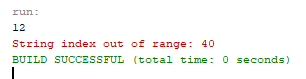 run:
12
String index out of range: 40
BUILD SUCCESSFUL (total time: 0 seconds)